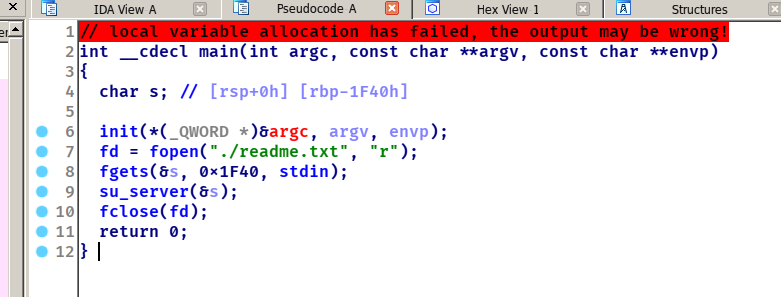 IDA View A Pseudocode A Hex View 1 Structures
1 // local variable allocation has failed, the output may be wrong!
2 int __cdecl main(int argc, const char **argv, const char **envp)
3 {
4 char s; // [rsp+0h] [rbp-1F40h]
5
6 init(*(_QWORD *)&argc, argv, envp);
7 fd = fopen("./readme.txt", "r");
8 fgets(&s, 0×1F40, stdin);
9 su_server(&s);
10 fclose(fd);
11 return 0;
12 }